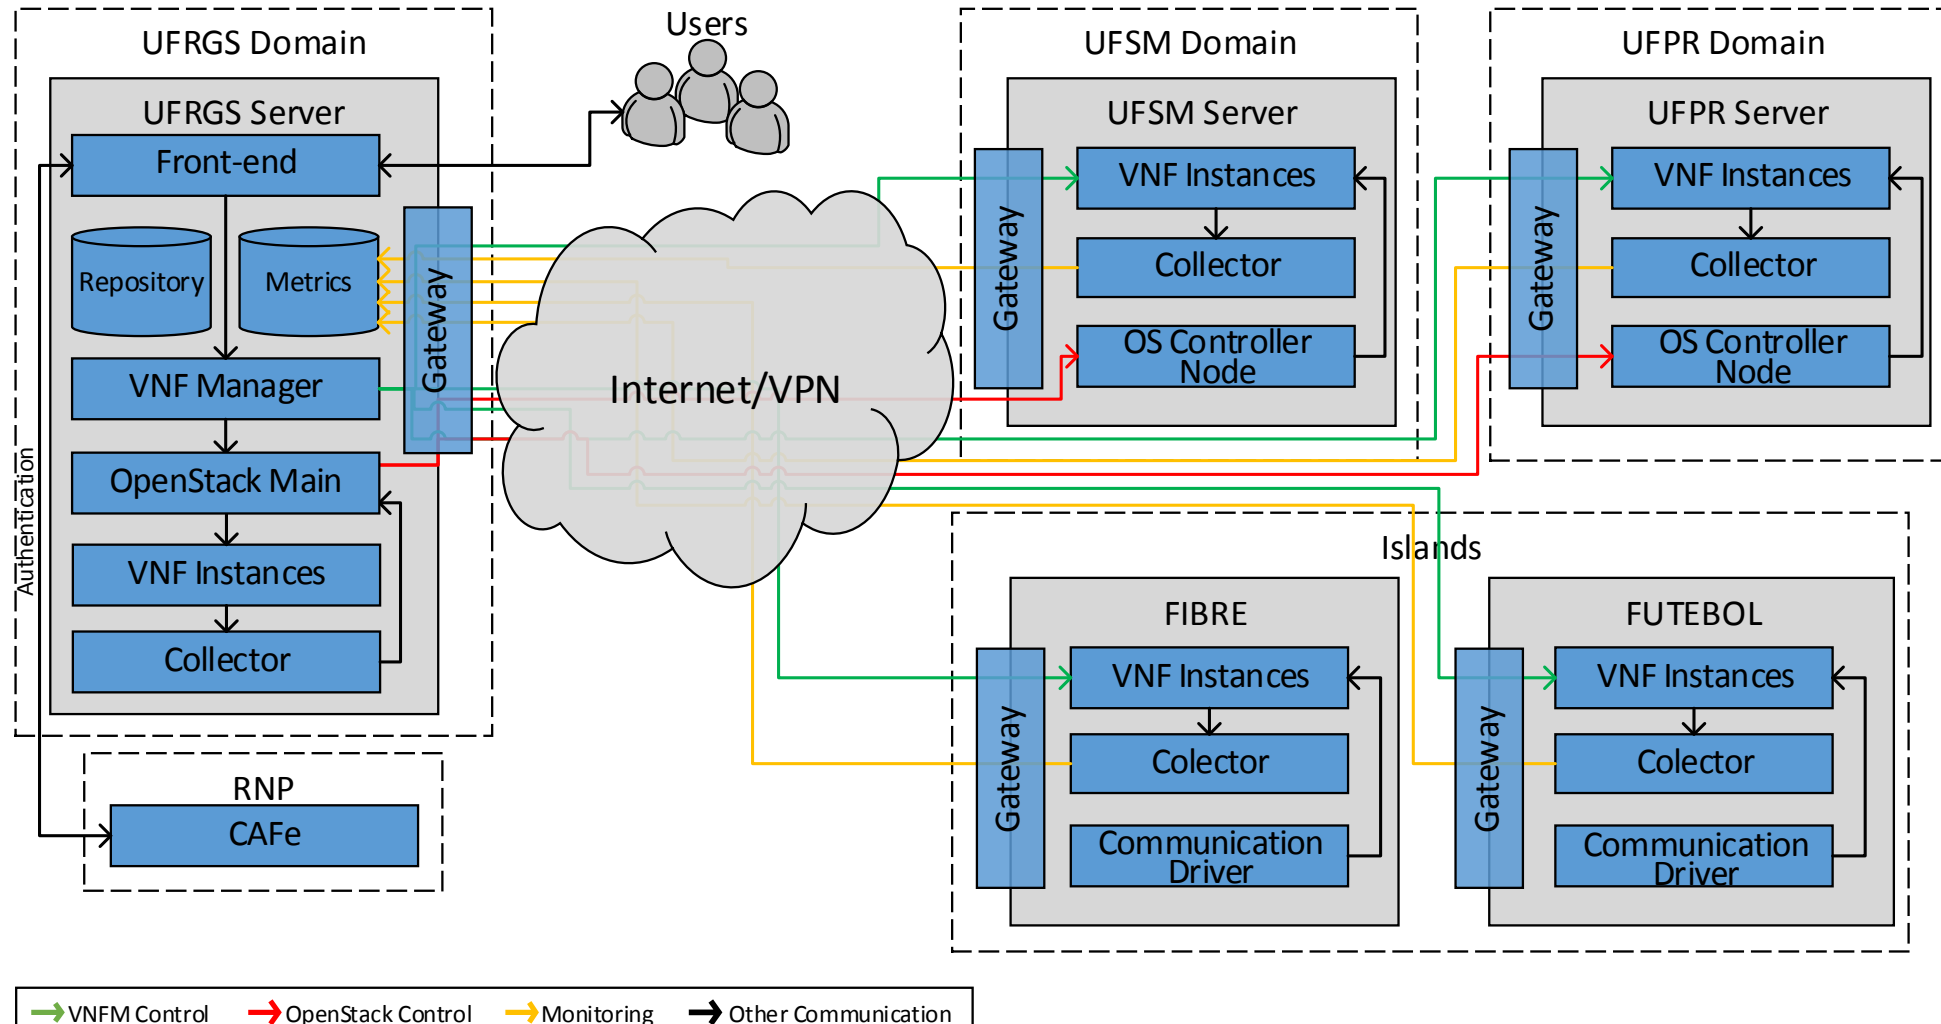 UFRGS Domain
UFRGS Server
Front-end
Repository
Metrics
Gateway
VNF Manager
OpenStack Main
VNF Instances
Collector
Authentication
RNP
CAFe
Users
Internet/VPN
UFSM Domain
UFSM Server
Gateway
VNF Instances
Collector
OS Controller
Node
UFPR Domain
UFPR Server
Gateway
VNF Instances
Collector
OS Controller
Node
Islands
FIBRE
Gateway
VNF Instances
Colector
Communication
Driver
FUTEBOL
Gateway
VNF Instances
Colector
Communication
Driver
VNFM Control
OpenStack Control
Monitoring
Other Communication